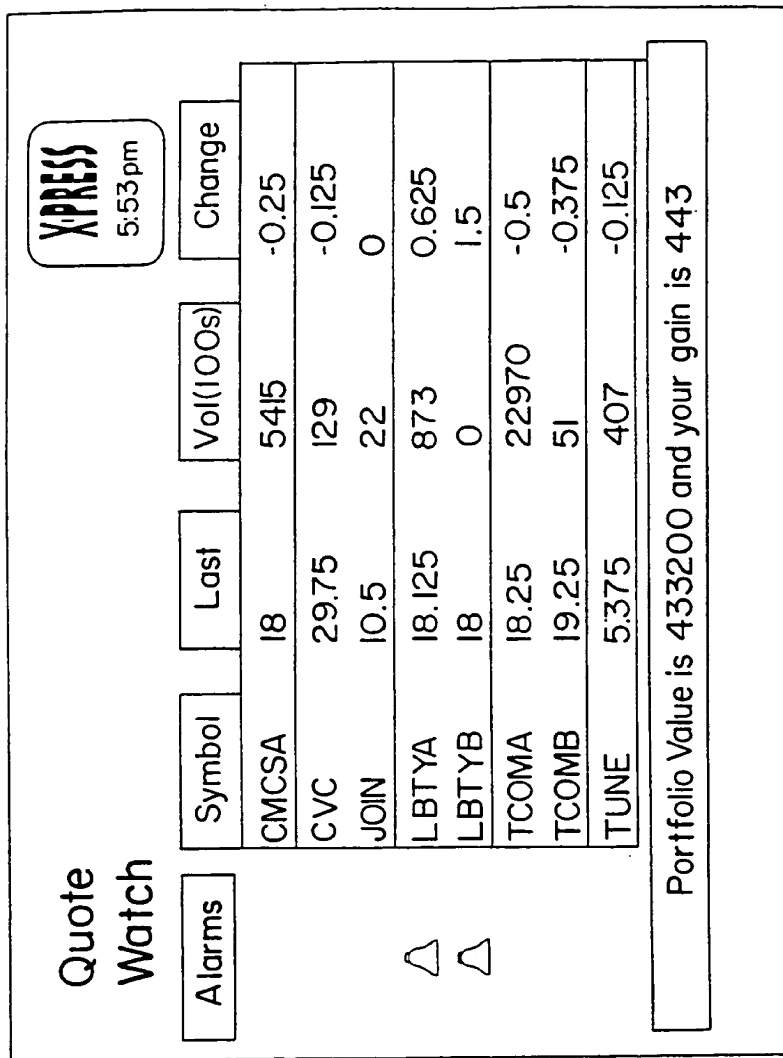 Quote
Watch
X·PRESS
5:53pm
Alarms Symbol Last Vol(100s) Change
CMCSA 18 5415 -0.25
CVC 29.75 129 -0.125
JOIN 10.5 22 0
LBTYA 18.125 873 0.625
LBTYB 18 0 1.5
TCOMA 18.25 22970 -0.5
TCOMB 19.25 51 -0.375
TUNE 5.375 407 -0.125
Portfolio Value is 433200 and your gain is 443